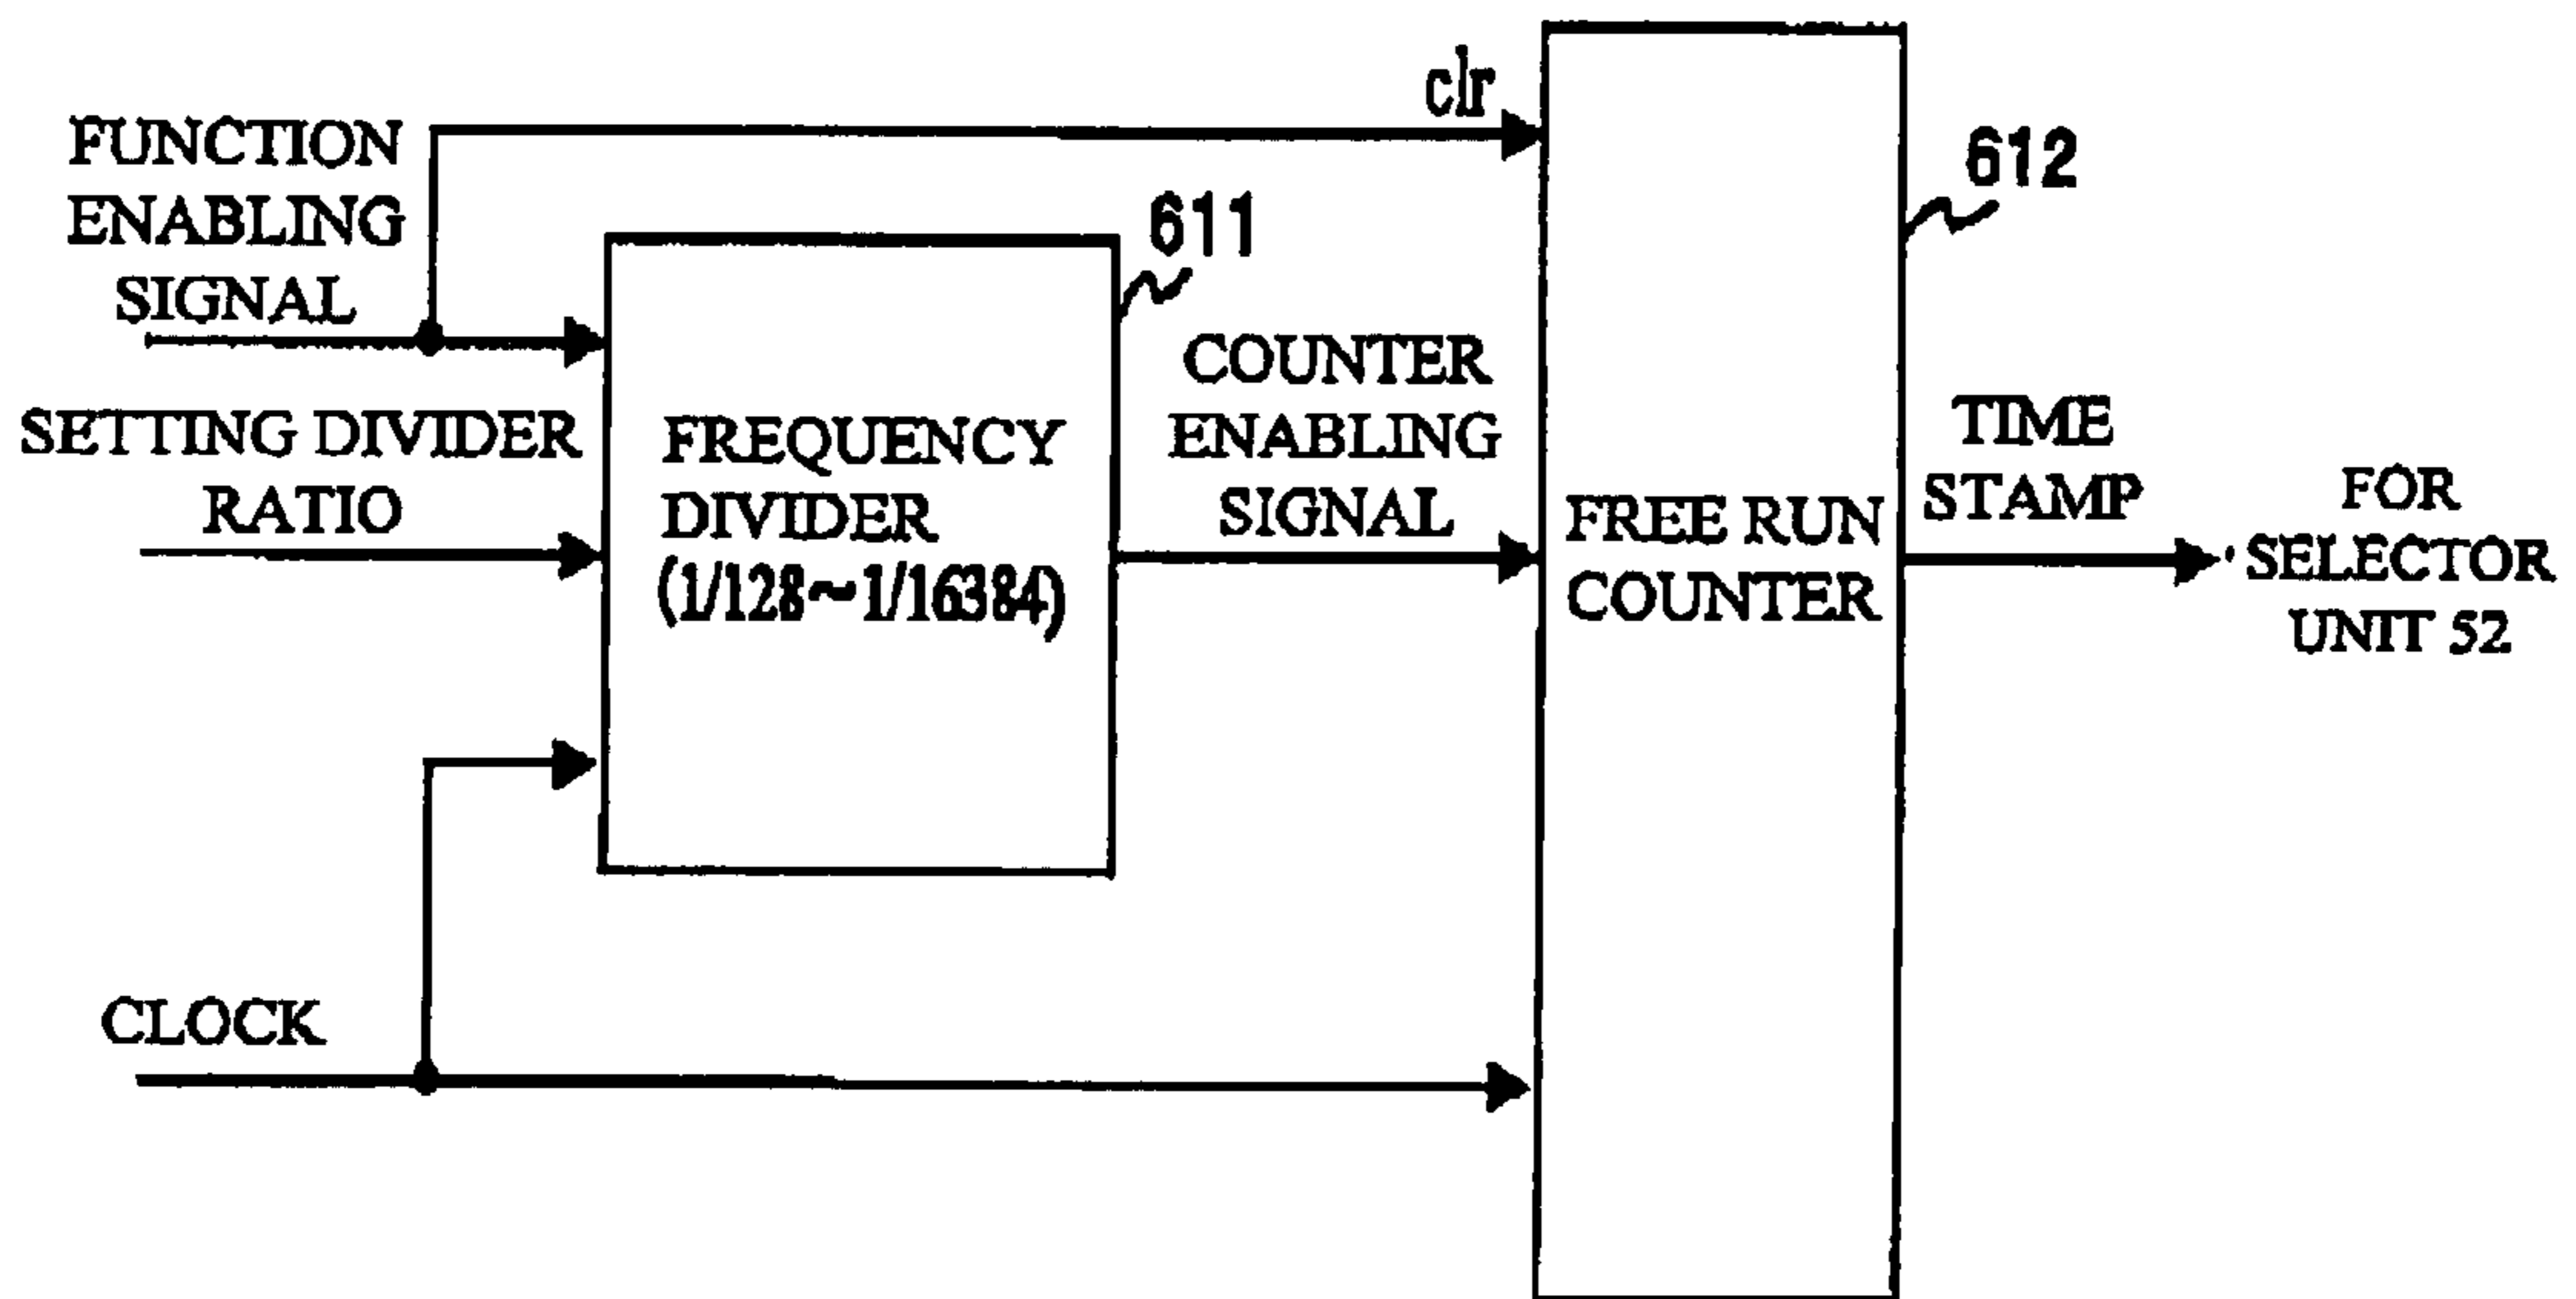 clr
FUNCTION
ENABLING
SIGNAL
612
611
SETTING DIVIDER
RATIO
FREQUENCY
DIVIDER
(1/128~1/16384)
COUNTER
ENABLING
SIGNAL
FREE RUN
COUNTER
TIME
STAMP
FOR
SELECTOR
UNIT 52
CLOCK